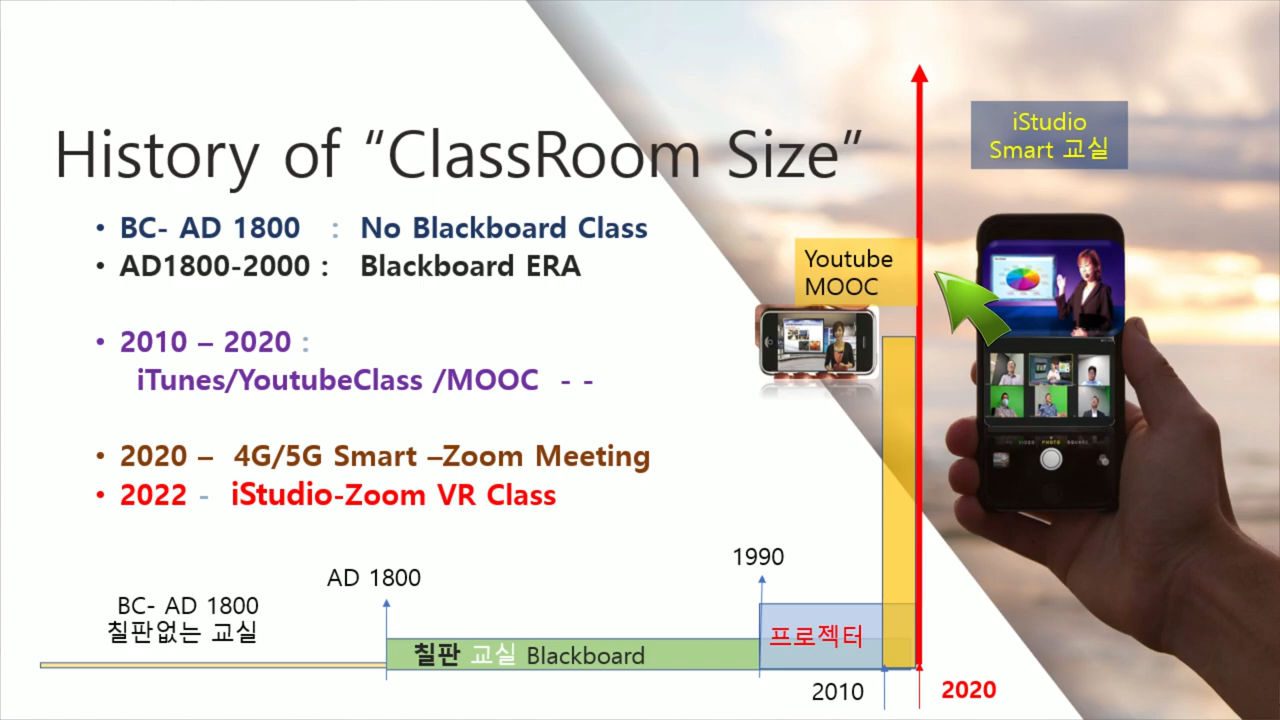 History of “ClassRoom Size”
• BC- AD 1800 : No Blackboard Class
• AD1800-2000 : Blackboard ERA
• 2010 – 2020 :
iTunes/YoutubeClass /MOOC - -
• 2020 – 4G/5G Smart –Zoom Meeting
• 2022 - iStudio-Zoom VR Class
iStudio
Smart 교실
Youtube
MOOC
1990
AD 1800
BC- AD 1800
칠판없는 교실
칠판 교실 Blackboard
프로젝터
2010
2020